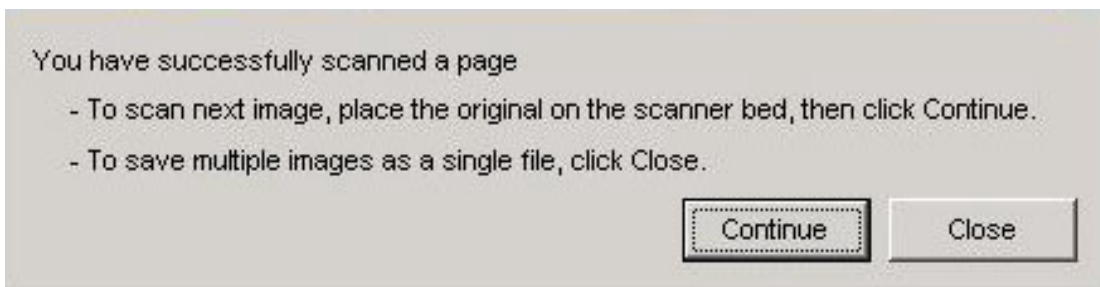 You have successfully scanned a page
- To scan next image, place the original on the scanner bed, then click Continue.
- To save multiple images as a single file, click Close.
Continue Close